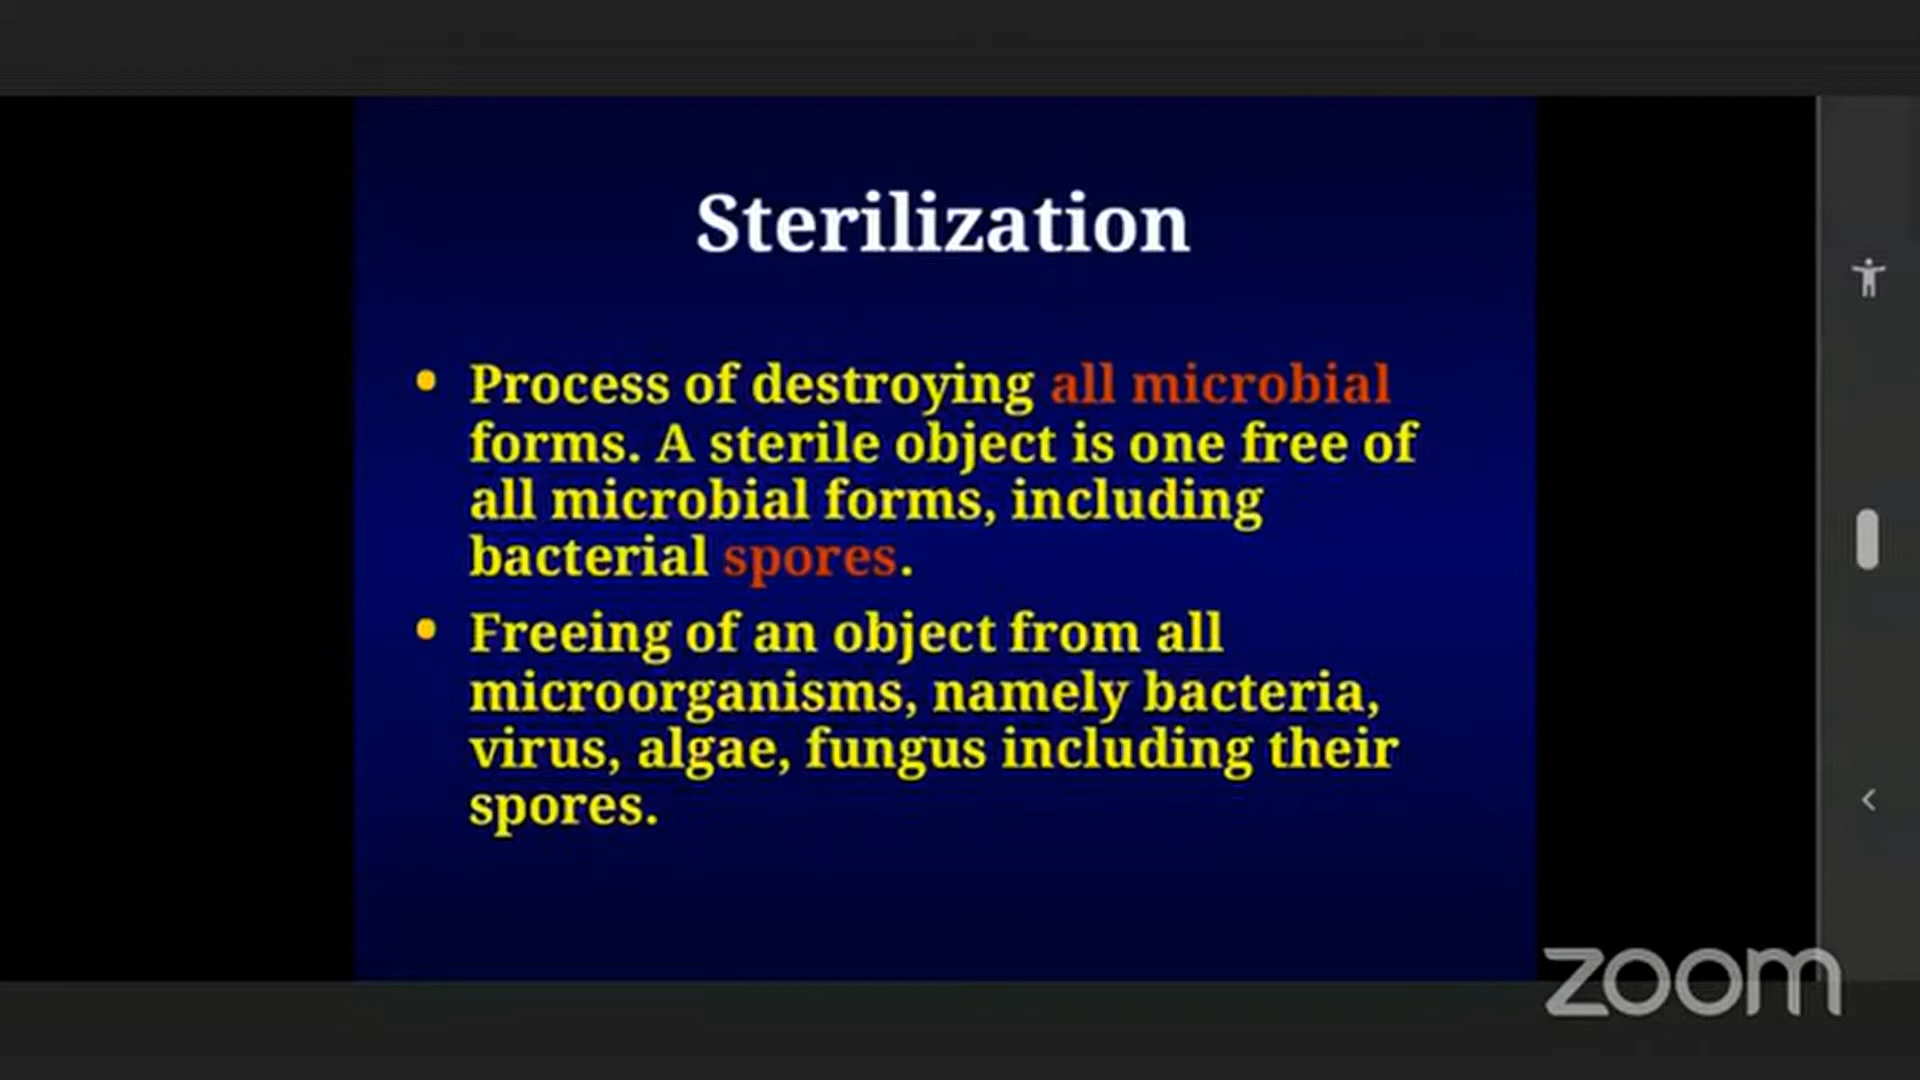 Sterilization
• Process of destroying all microbial
forms. A sterile object is one free of
all microbial forms, including
bacterial spores.
• Freeing of an object from all
microorganisms, namely bacteria,
virus, algae, fungus including their
spores.
zoom